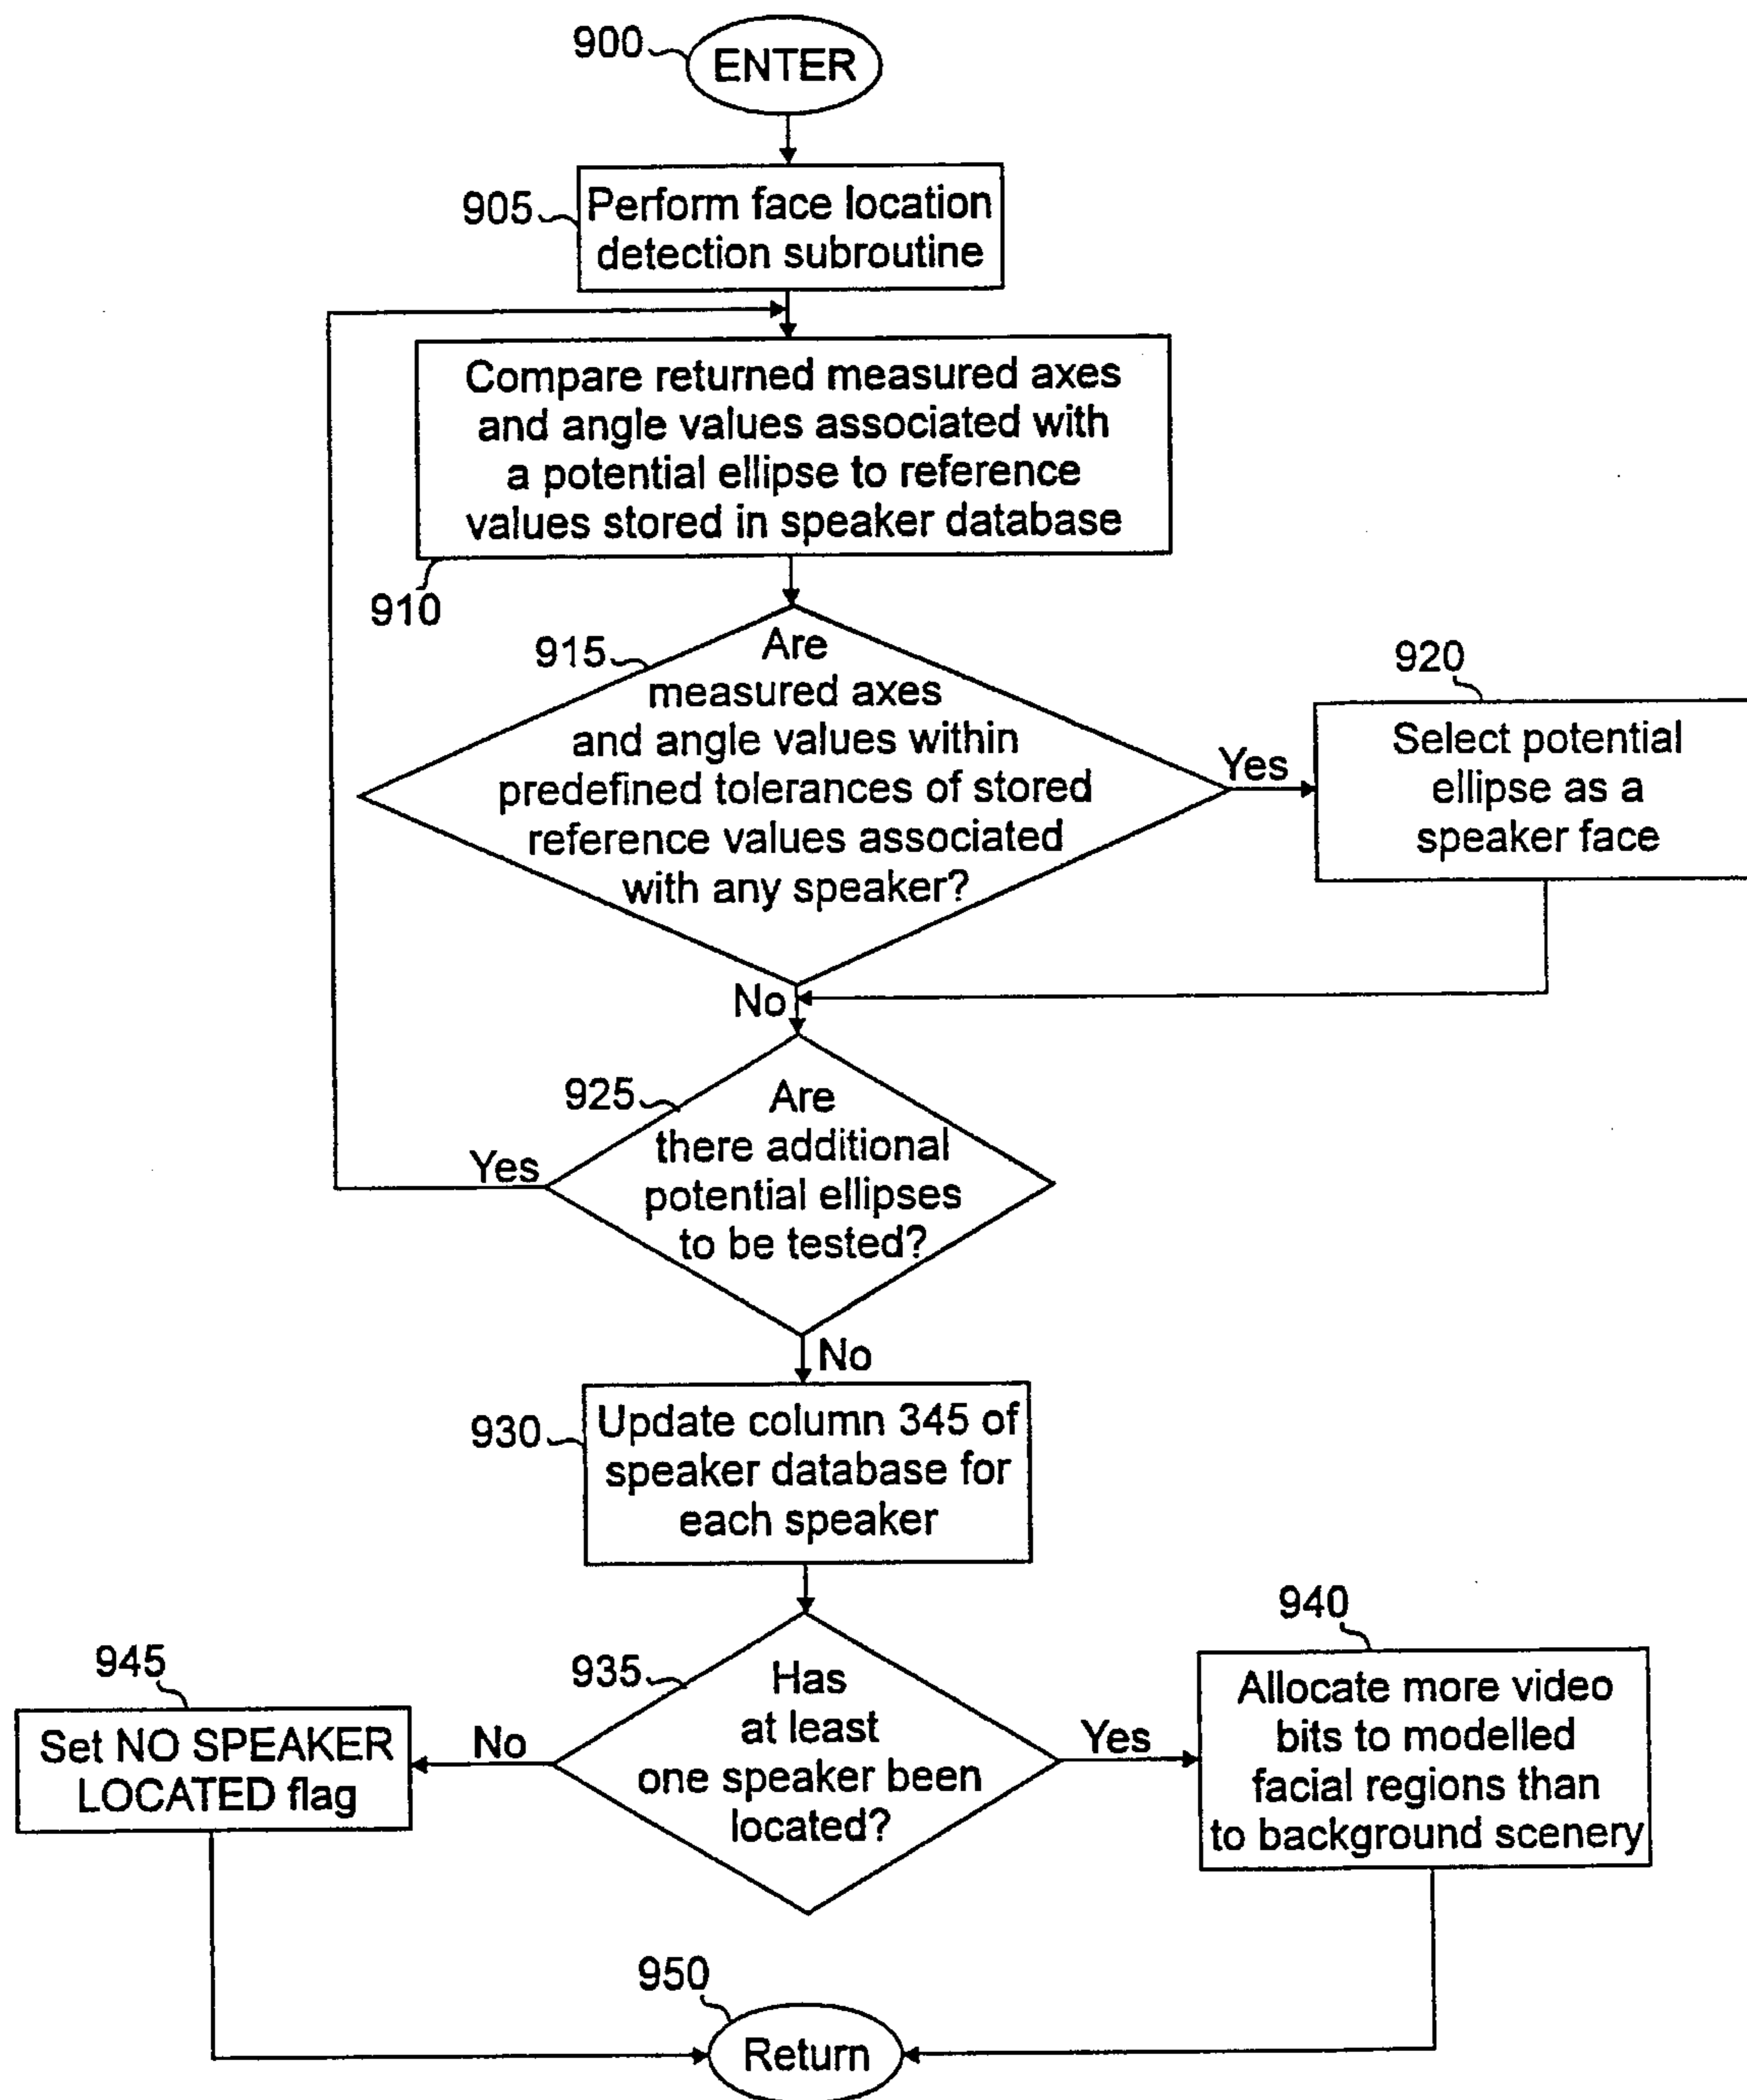 900
ENTER
905
Perform face location
detection subroutine
Compare returned measured axes
and angle values associated with
a potential ellipse to reference
values stored in speaker database
910
915
Are
measured axes
and angle values within
predefined tolerances of stored
reference values associated
with any speaker?
Yes
920
Select potential
ellipse as a
speaker face
No
925
Are
there additional
potential ellipses
to be tested?
Yes
No
930
Update column 345 of
speaker database for
each speaker
935
Has
at least
one speaker been
located?
No
Yes
945
Set NO SPEAKER
LOCATED flag
940
Allocate more video
bits to modelled
facial regions than
to background scenery
950
Return